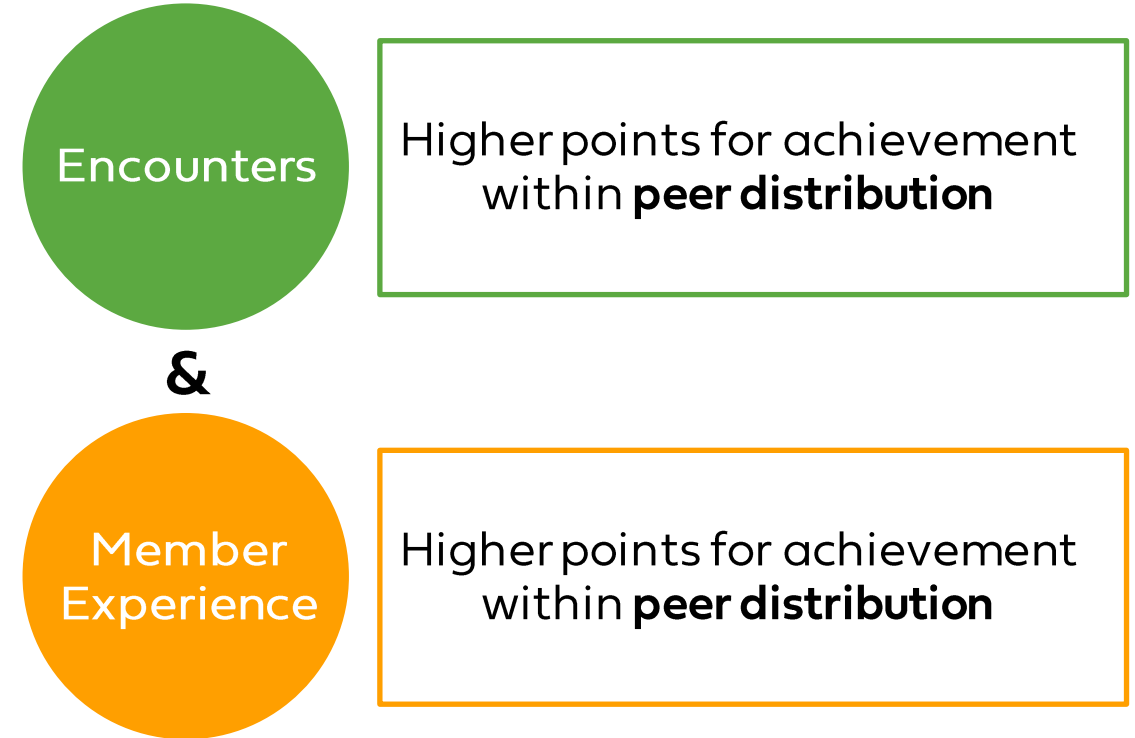 Encounters
Higher points for achievement
within peer distribution
&
Member
Experience
Higher points for achievement
within peer distribution